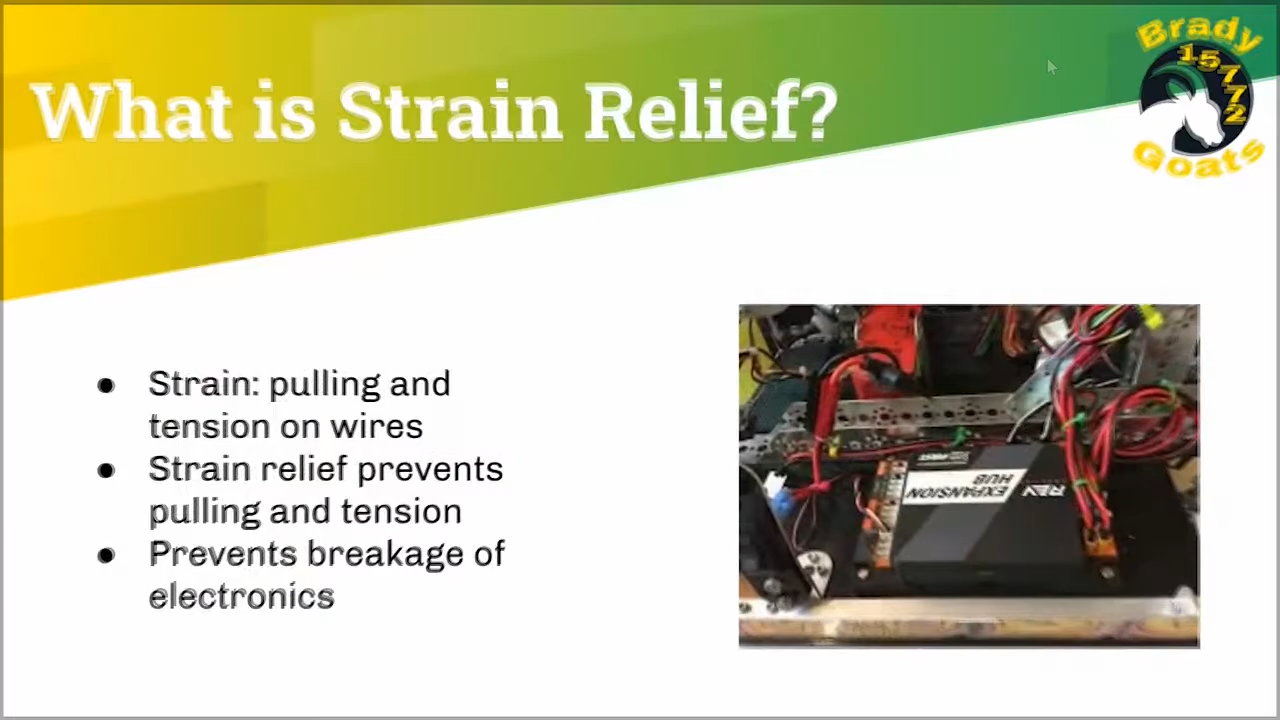 What is Strain Relief?
Brady
15772
Goats
● Strain: pulling and
tension on wires
● Strain relief prevents
pulling and tension
● Prevents breakage of
electronics
REV
EXPANSION
HUB